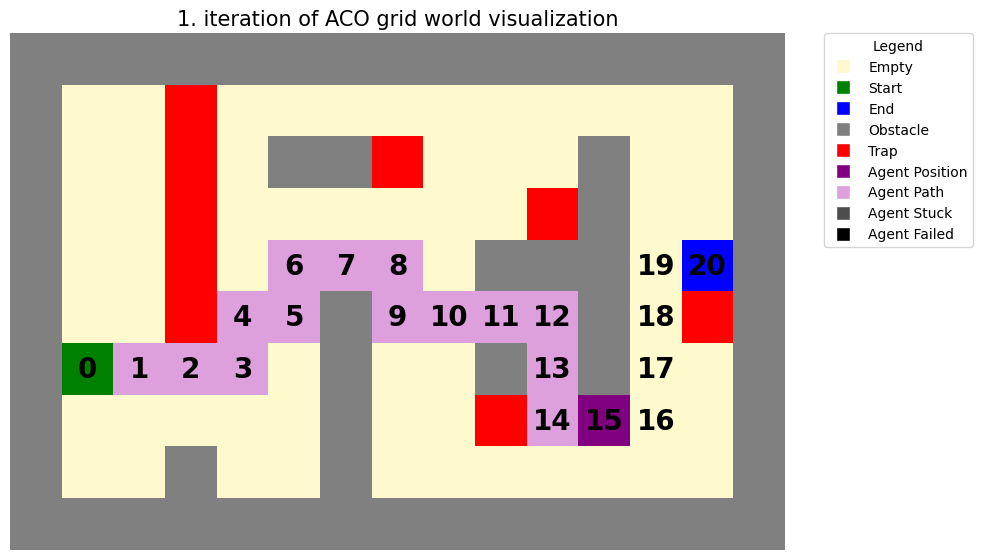 1. iteration of ACO grid world visualization
Legend
Empty
Start
End
Obstacle
Trap
Agent Position
Agent Path
Agent Stuck
Agent Failed
6 7 8 19 20
4 5 9 10 11 12 18
0 1 2 3 13 17
14 15 16